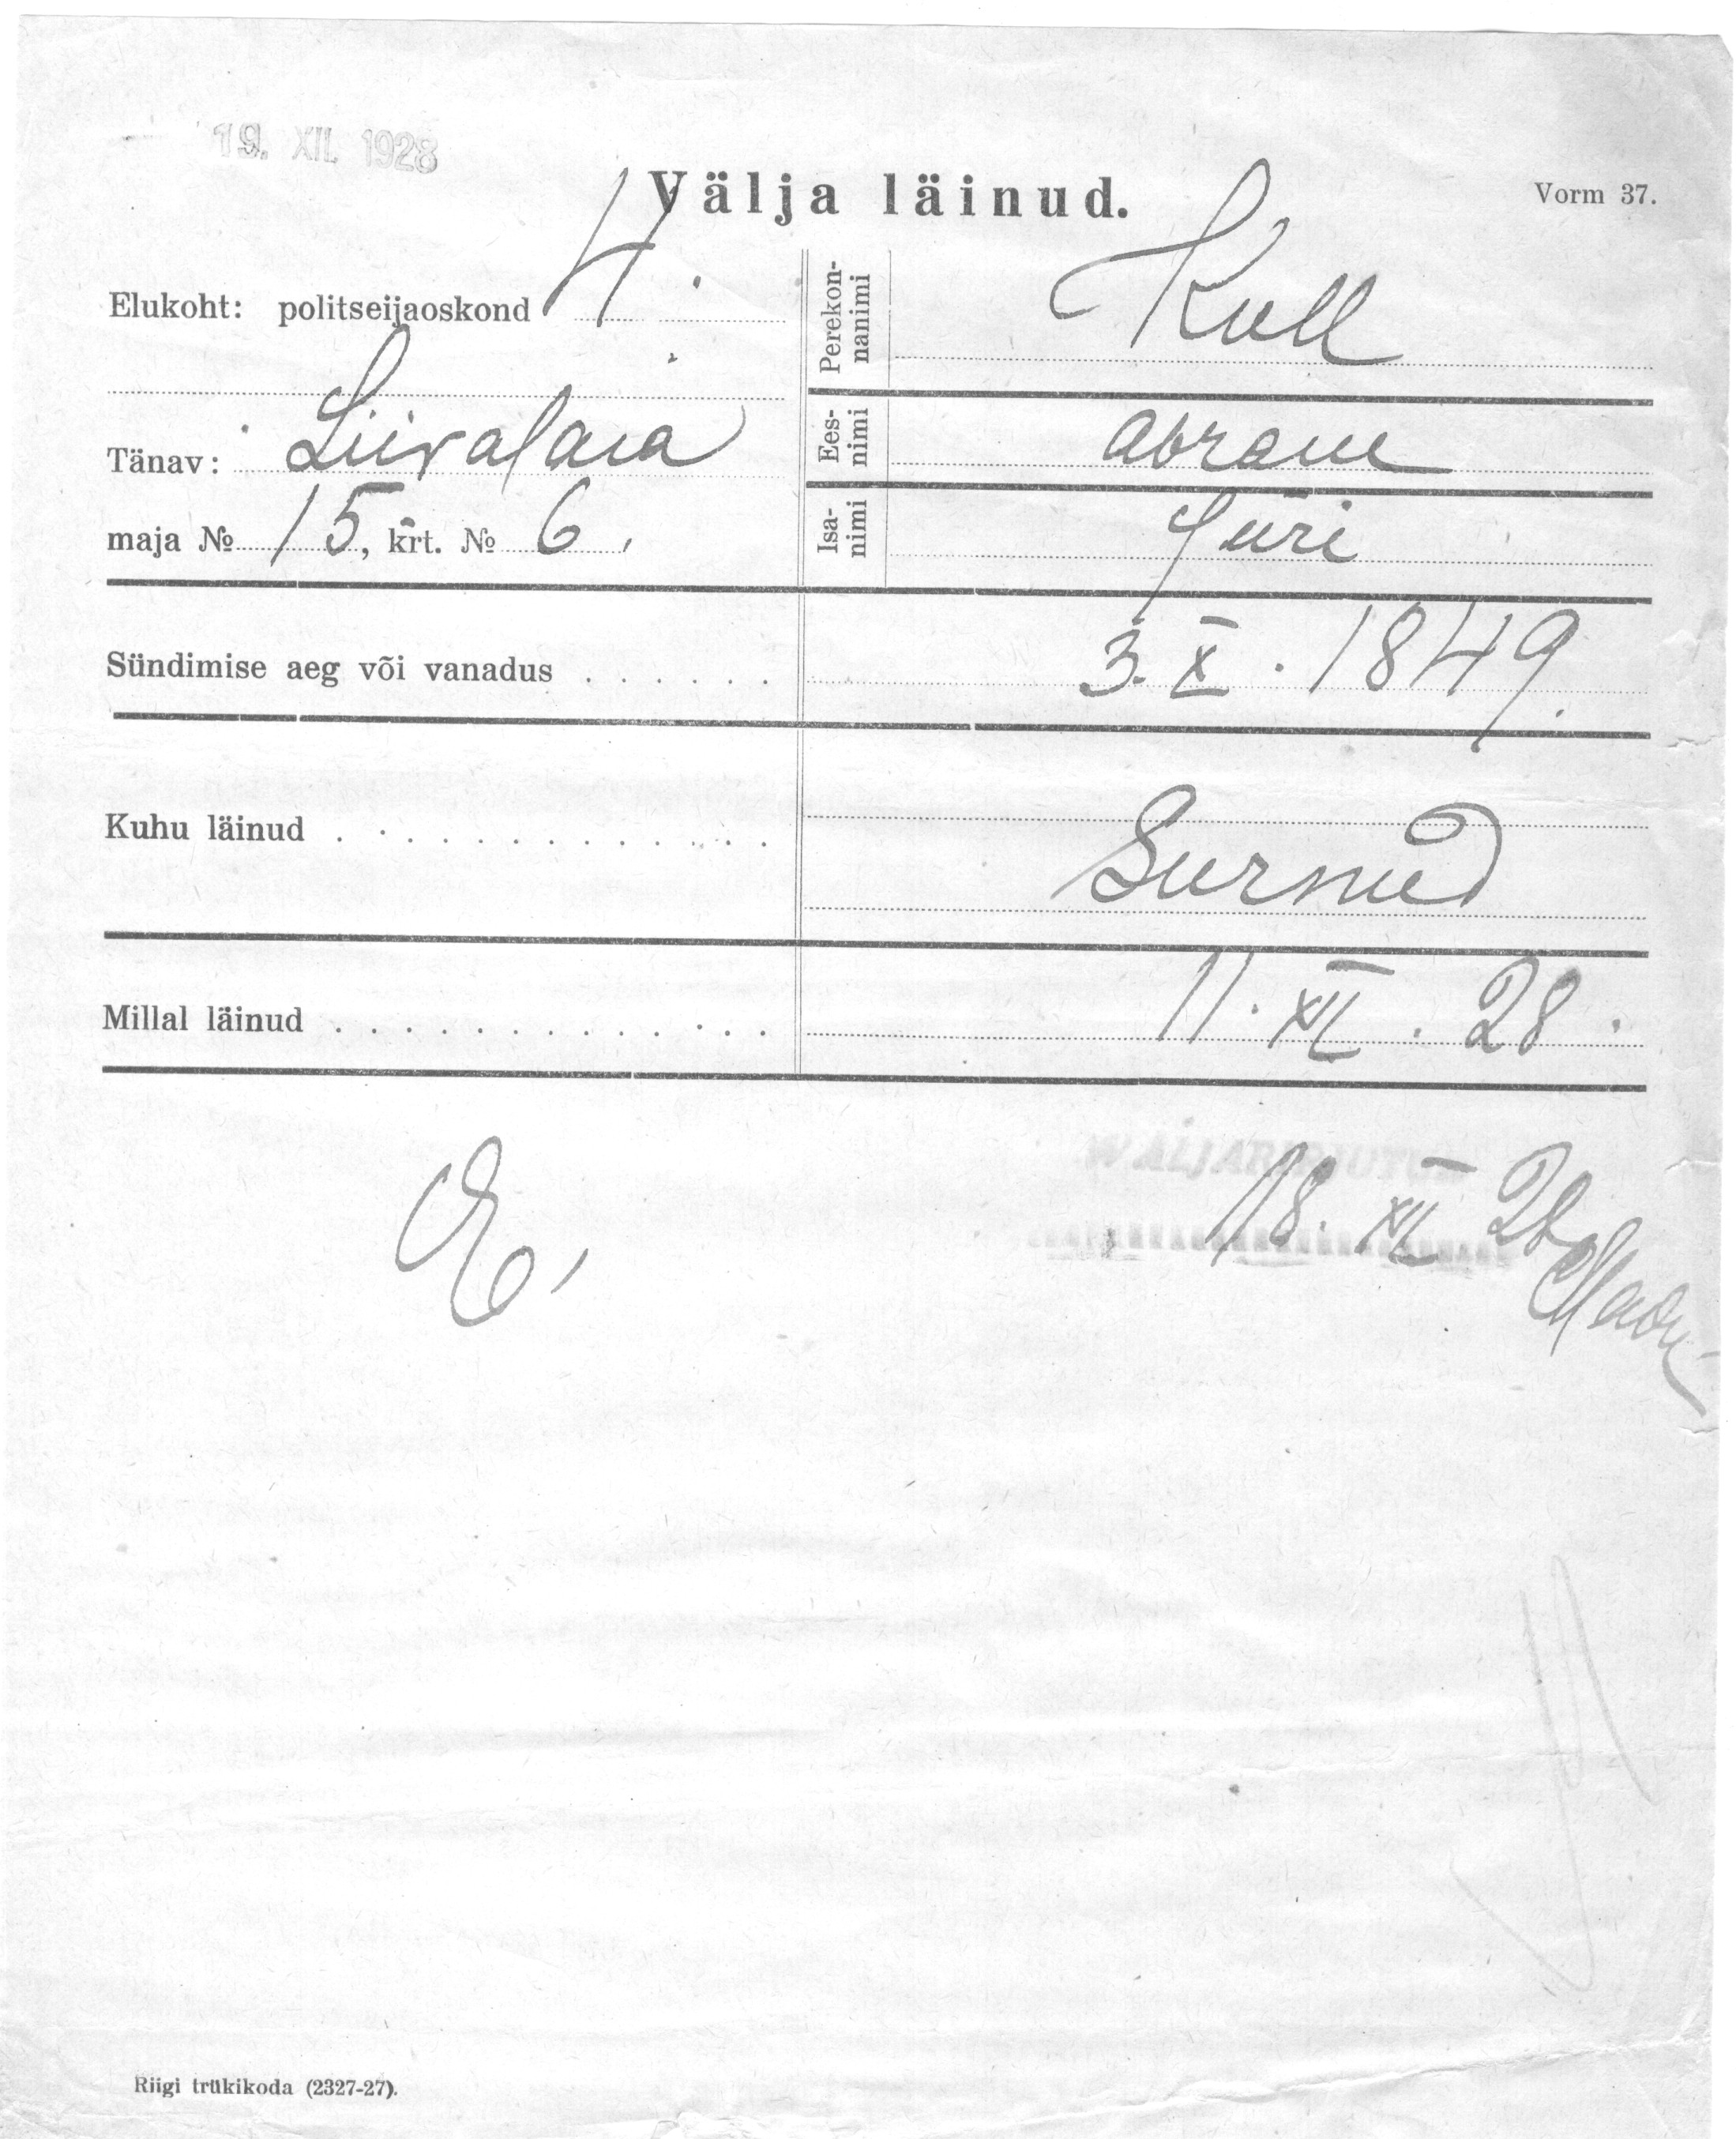 19. XII. 1928
Välja läinud.
Vorm 37.
Elukoht: politseijaoskond 4.
Tänav: Liivalaia
maja № 15, krt. № 6.
Perekon-
nanimi
Kull
Ees-
nimi
Abram
Isa-
nimi
Jüri
Sündimise aeg või vanadus . . . . . . 3. X. 1849.
Kuhu läinud . . . . . . . . . . . . . Surnud
Millal läinud . . . . . . . . . . . . . 11. XII. 28.
18. XII 28
Riigi trükikoda (2327-27).